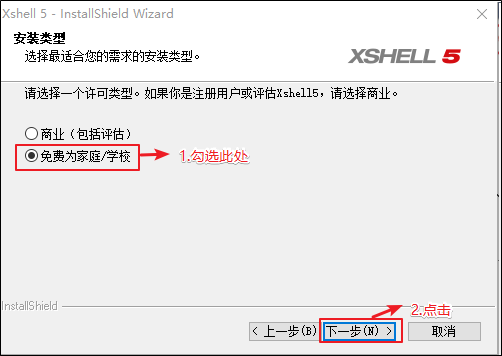 Xshell 5 - InstallShield Wizard
安装类型
选择最适合您的需求的安装类型。
XSHELL 5
请选择一个许可类型。如果你是注册用户或评估Xshell5，请选择商业。
商业（包括评估）
免费为家庭/学校
1.勾选此处
InstallShield
2.点击
< 上一步(B)
下一步(N) >
取消